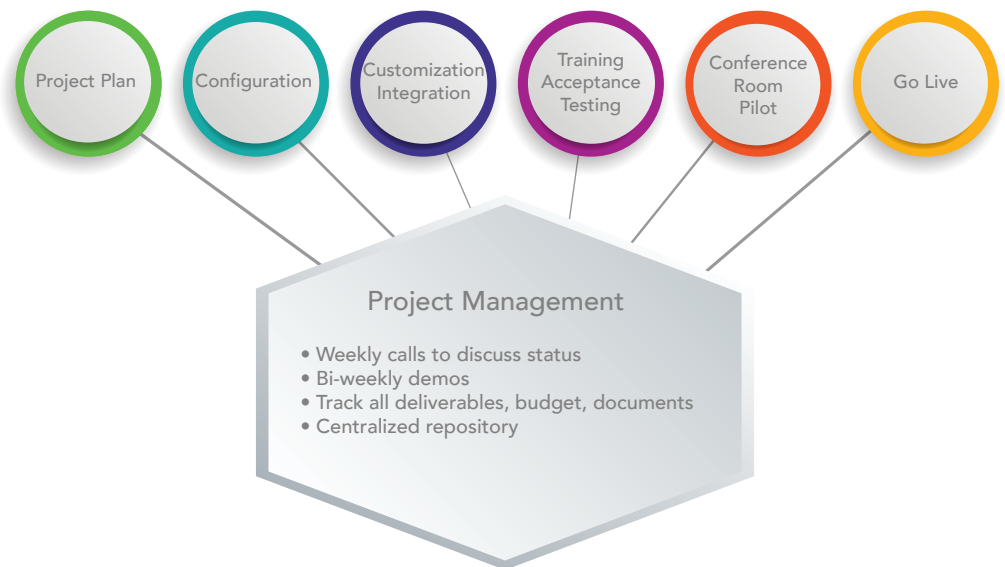 Project Plan
Configuration
Customization
Integration
Training
Acceptance
Testing
Conference
Room
Pilot
Go Live
Project Management
• Weekly calls to discuss status
• Bi-weekly demos
• Track all deliverables, budget, documents
• Centralized repository